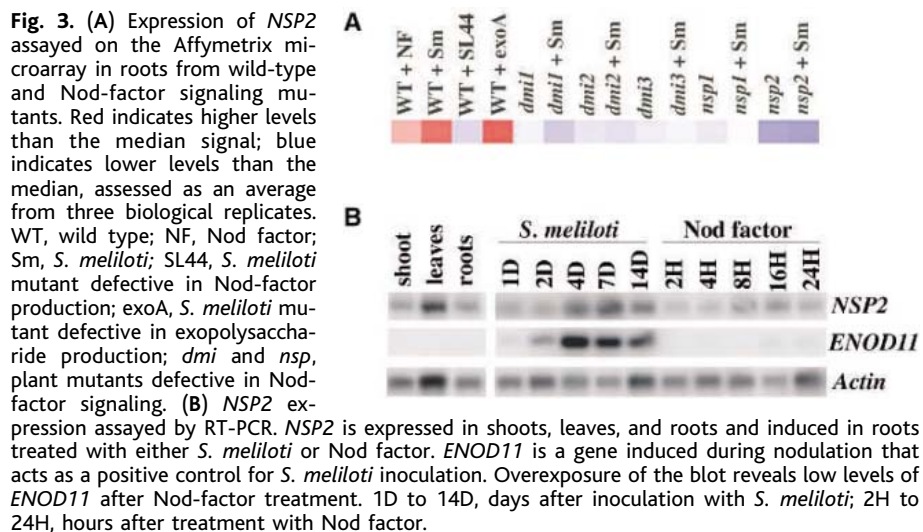 Fig. 3. (A) Expression of NSP2
assayed on the Affymetrix mi-
croarray in roots from wild-type
and Nod-factor signaling mu-
tants. Red indicates higher levels
than the median signal; blue
indicates lower levels than the
median, assessed as an average
from three biological replicates.
WT, wild type; NF, Nod factor;
Sm, S. meliloti; SL44, S. meliloti
mutant defective in Nod-factor
production; exoA, S. meliloti mu-
tant defective in exopolysaccha-
ride production; dmi and nsp,
plant mutants defective in Nod-
factor signaling. (B) NSP2 ex-
pression assayed by RT-PCR. NSP2 is expressed in shoots, leaves, and roots and induced in roots
treated with either S. meliloti or Nod factor. ENOD11 is a gene induced during nodulation that
acts as a positive control for S. meliloti inoculation. Overexposure of the blot reveals low levels of
ENOD11 after Nod-factor treatment. 1D to 14D, days after inoculation with S. meliloti; 2H to
24H, hours after treatment with Nod factor.
A
WT + NF
WT + Sm
WT + SL44
WT + exoA
dmi1
dmi1 + Sm
dmi2
dmi2 + Sm
dmi3
dmi3 + Sm
nsp1
nsp1 + Sm
nsp2
nsp2 + Sm
B
shoot
leaves
roots
S. meliloti
1D
2D
4D
7D
14D
Nod factor
2H
4H
8H
16H
24H
NSP2
ENOD11
Actin